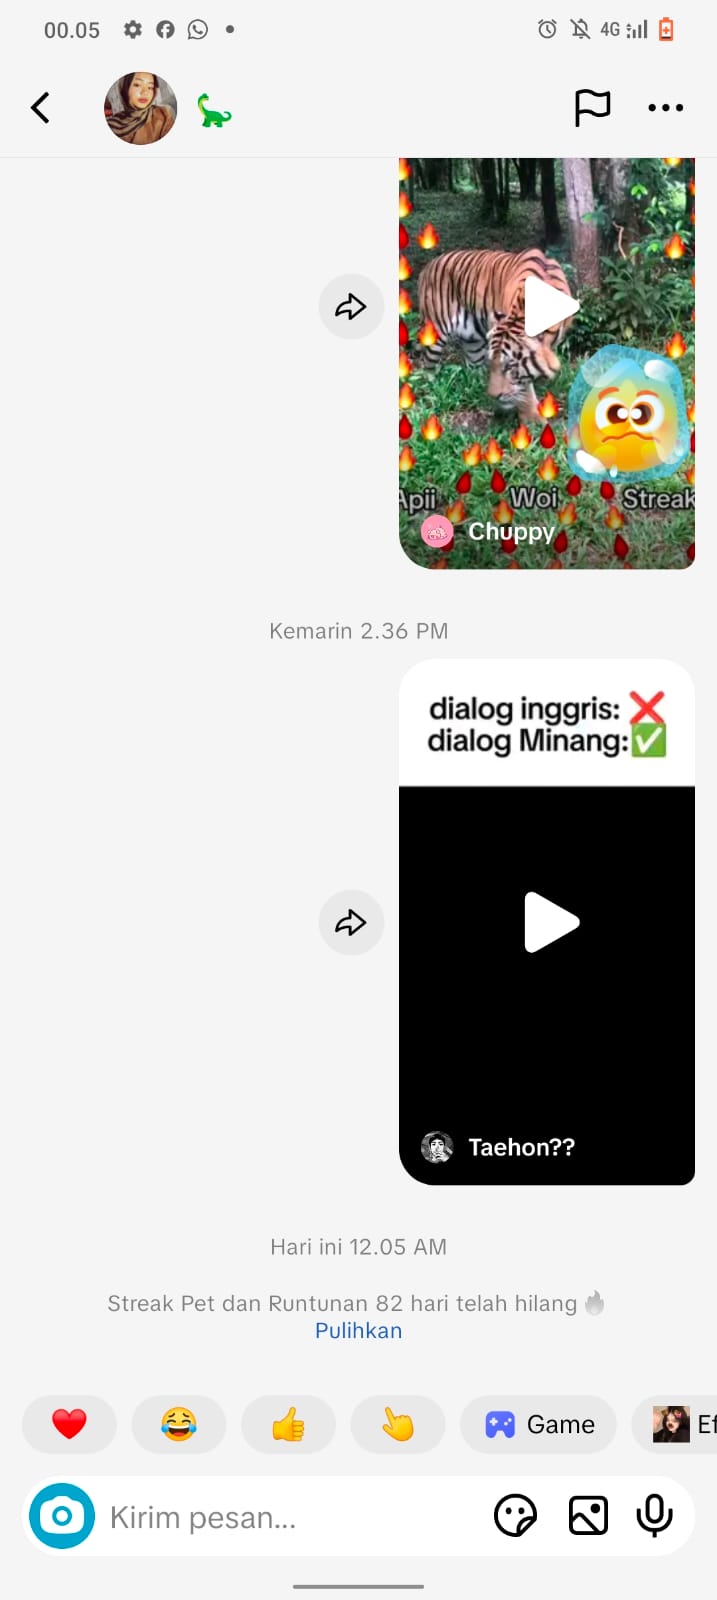 00.05
4G
Apii Woi Streak
Chuppy
Kemarin 2.36 PM
dialog inggris: ❌
dialog Minang:✅
Taehon??
Hari ini 12.05 AM
Streak Pet dan Runtunan 82 hari telah hilang
Pulihkan
Game
Ef
Kirim pesan...